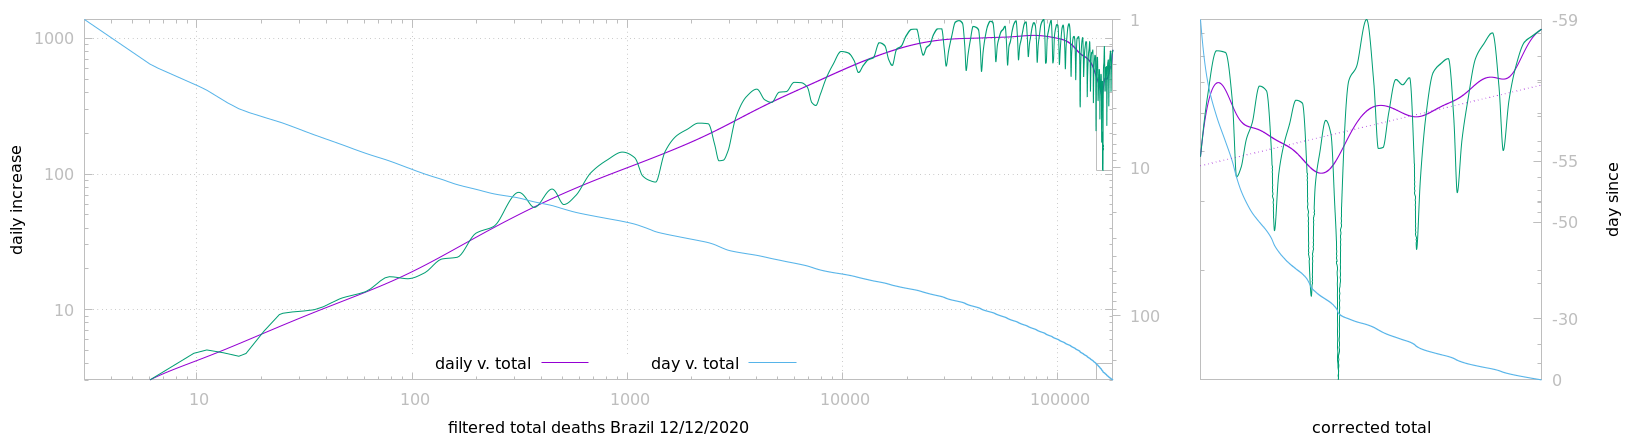 1000
100
10
daily increase
10
100
1000
10000
100000
filtered total deaths Brazil 12/12/2020
daily v. total
day v. total
1
10
100
-59
-55
-50
-30
0
day since
corrected total